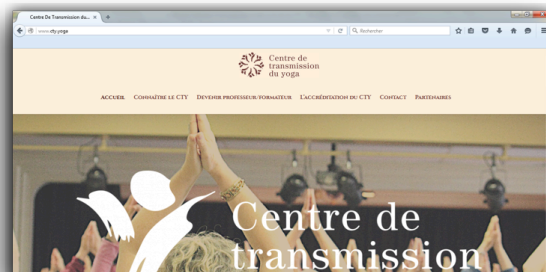 Centre De Transmission du...
www.cty.yoga
Rechercher
Centre de
transmission
du yoga
Accueil Connaître le CTY Devenir professeur/formateur L'accréditation du CTY Contact Partenaires
Centre de
transmission